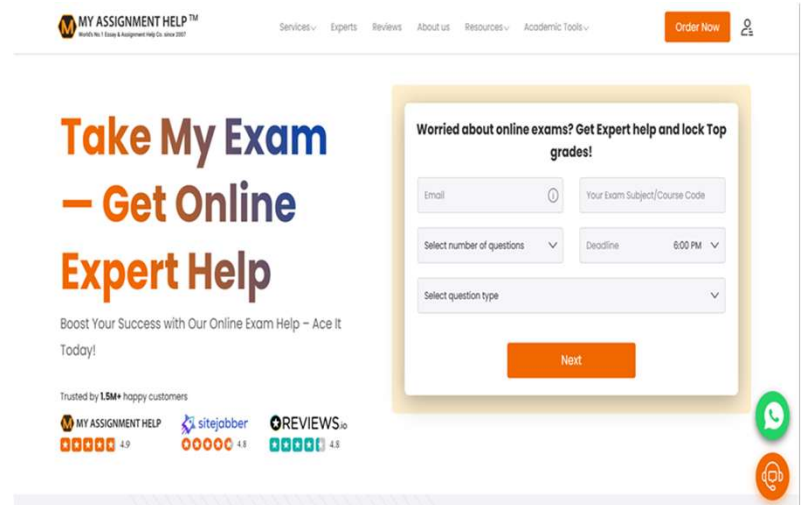 MY ASSIGNMENT HELP TM
World's No. 1 Essay & Assignment Help Co. since 2007
Services
Experts
Reviews
About us
Resources
Academic Tools
Order Now
Take My Exam
— Get Online
Expert Help
Boost Your Success with Our Online Exam Help – Ace It
Today!
Trusted by 1.5M+ happy customers
MY ASSIGNMENT HELP
4.9
sitejabber
4.8
REVIEWS.io
4.8
Worried about online exams? Get Expert help and lock Top
grades!
Email
Your Exam Subject/Course Code
Select number of questions
Deadline
6:00 PM
Select question type
Next